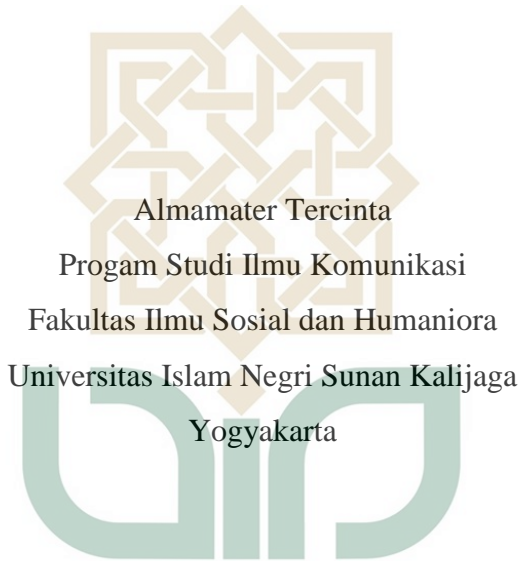 Almamater Tercinta
Progam Studi Ilmu Komunikasi
Fakultas Ilmu Sosial dan Humaniora
Universitas Islam Negri Sunan Kalijaga
Yogyakarta